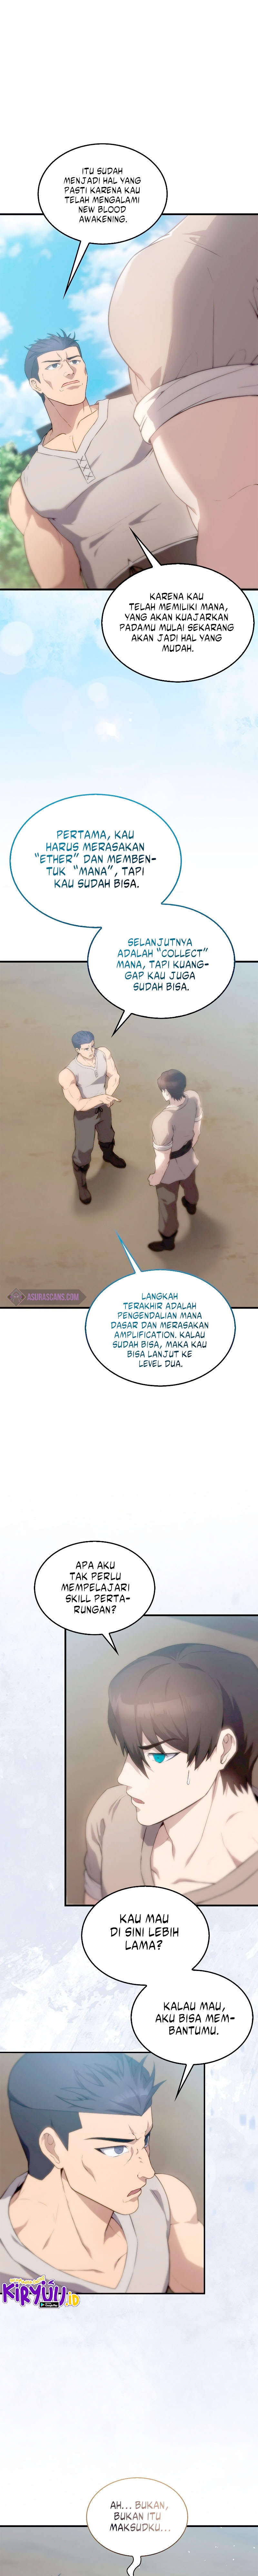 ITU SUDAH
MENJADI HAL YANG
PASTI KARENA KAU
TELAH MENGALAMI
NEW BLOOD
AWAKENING.
KARENA KAU
TELAH MEMILIKI MANA,
YANG AKAN KUAJARKAN
PADAMU MULAI SEKARANG
AKAN JADI HAL YANG
MUDAH.
PERTAMA, KAU
HARUS MERASAKAN
"ETHER" DAN MEMBEN-
TUK "MANA", TAPI
KAU SUDAH BISA.
SELANJUTNYA
ADALAH "COLLECT"
MANA, TAPI KUANG-
GAP KAU JUGA
SUDAH BISA.
ASURASCANS.COM
LANGKAH
TERAKHIR ADALAH
PENGENDALIAN MANA
DASAR DAN MERASAKAN
AMPLIFICATION. KALAU
SUDAH BISA, MAKA KAU
BISA LANJUT KE
LEVEL DUA.
APA AKU
TAK PERLU
MEMPELAJARI
SKILL PERTA-
RUNGAN?
KAU MAU
DI SINI LEBIH
LAMA?
KALAU MAU,
AKU BISA MEM-
BANTUMU.
KIRYUU.ID
AH... BUKAN,
BUKAN ITU
MAKSUDKU...